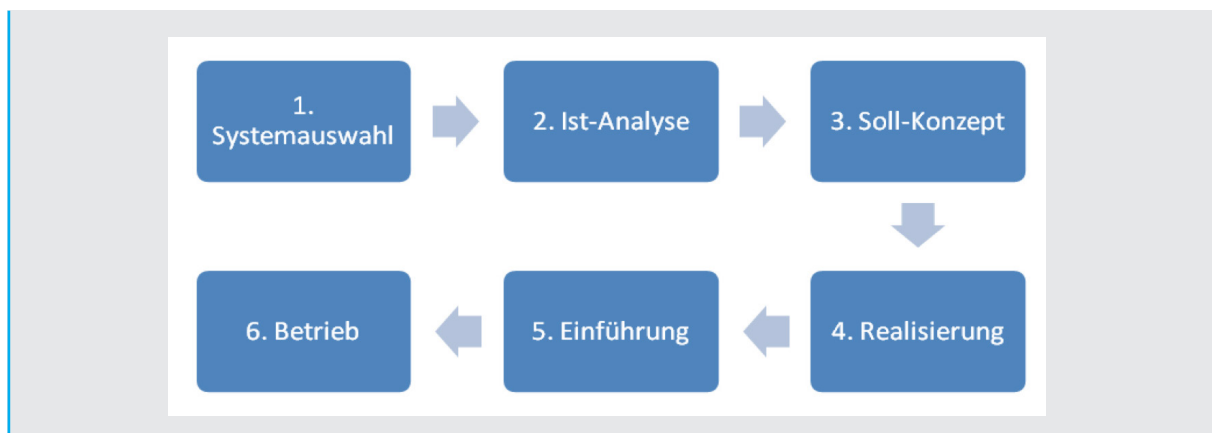 1.
Systemauswahl
2. Ist-Analyse
3. Soll-Konzept
4. Realisierung
5. Einführung
6. Betrieb